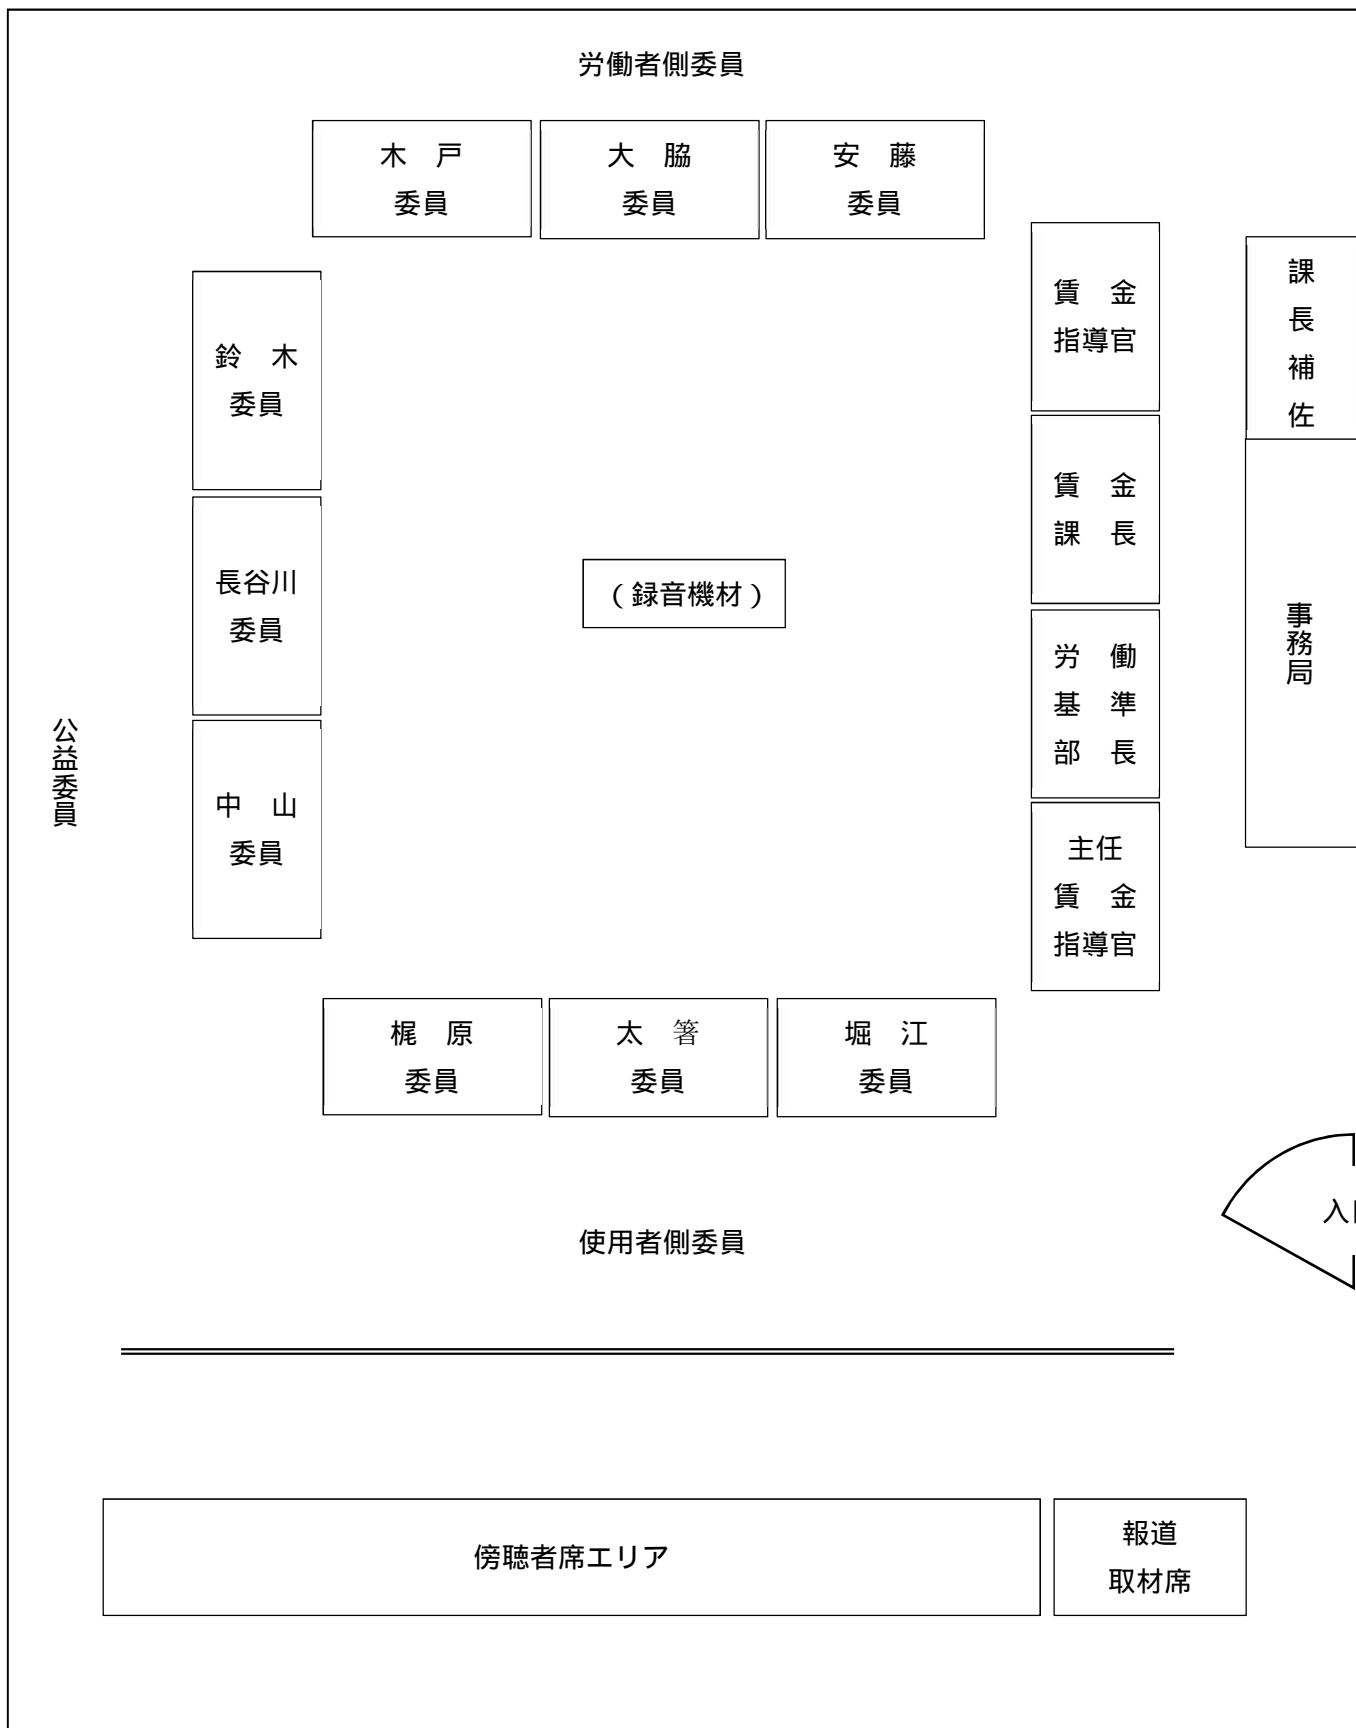 労働者側委員
木　戸
委員
大　脇
委員
安　藤
委員
鈴　木
委員
長谷川
委員
中　山
委員
公益委員
（録音機材）
賃　金
指導官
賃　金
課　長
労　働
基　準
部　長
主任
賃　金
指導官
課長補佐
事務局
梶　原
委員
太　箸
委員
堀　江
委員
使用者側委員
入
傍聴者席エリア
報道
取材席